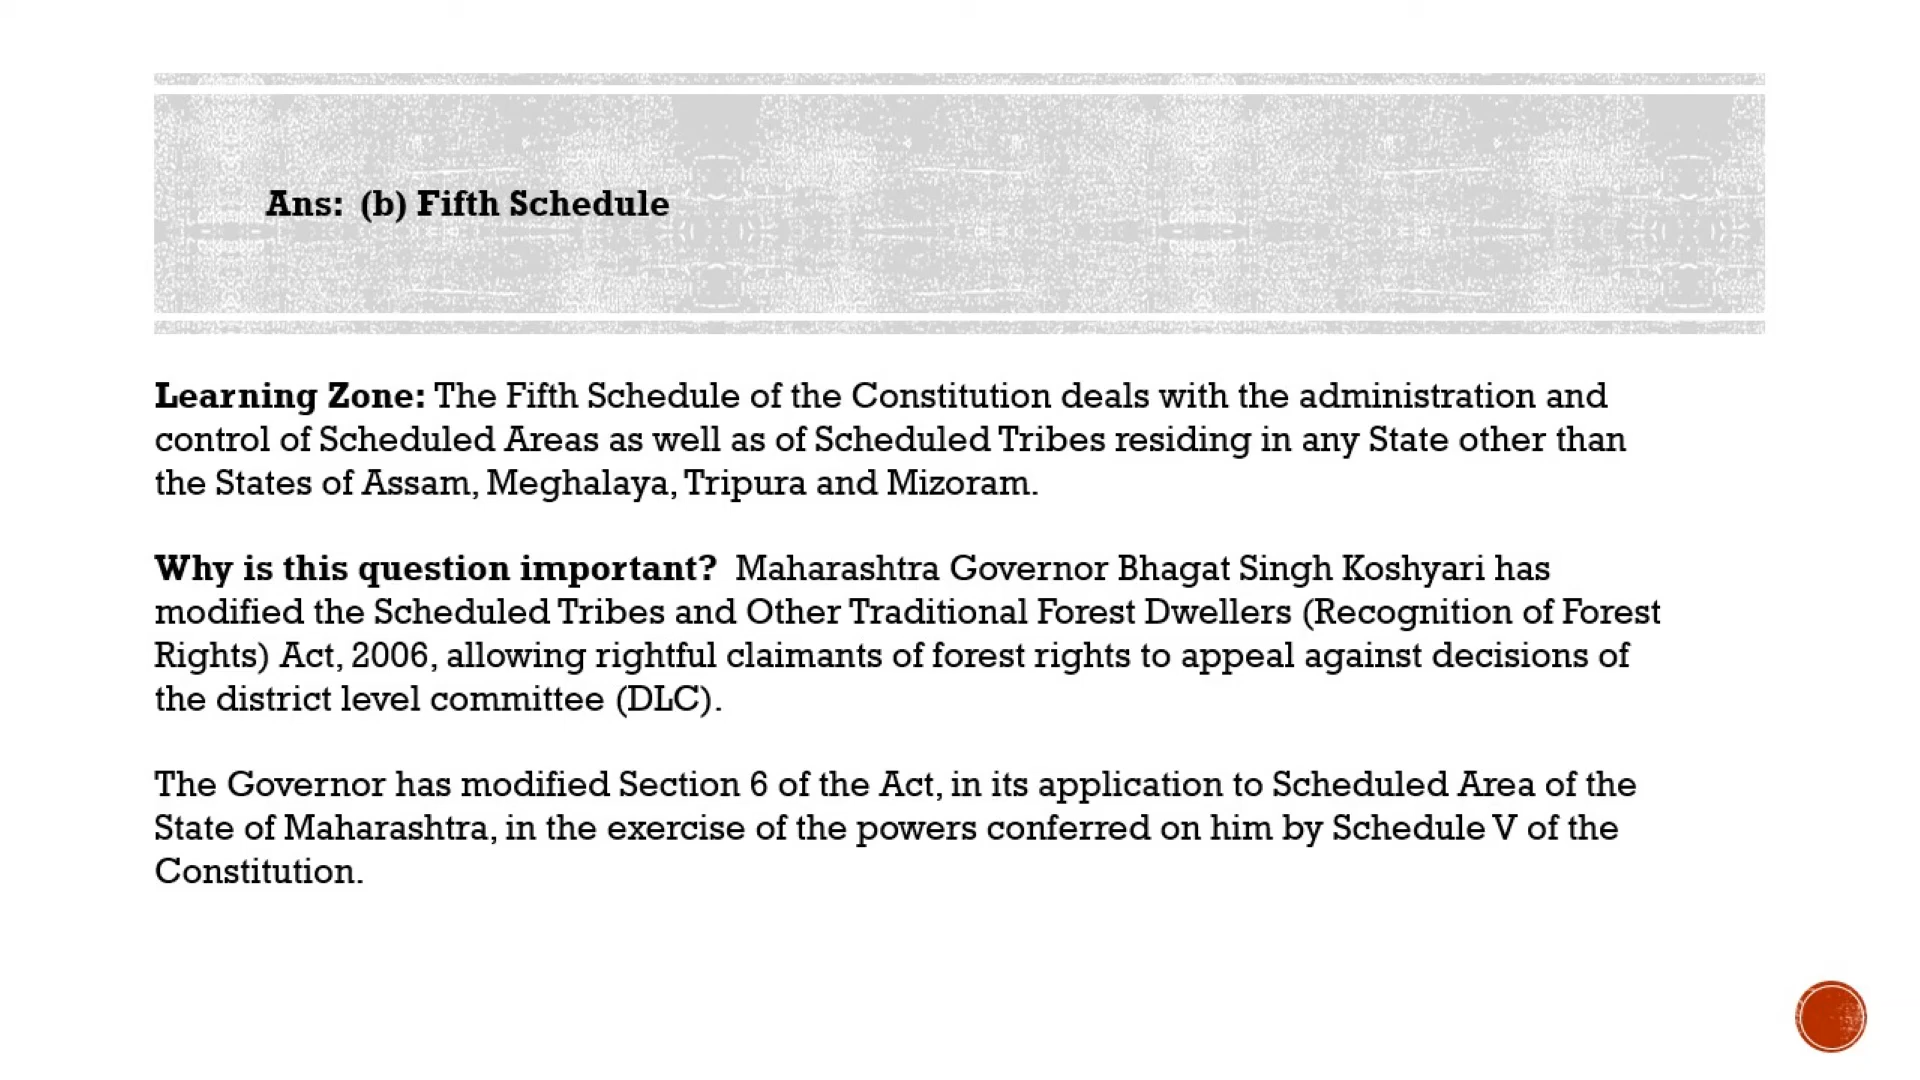 Ans: (b) Fifth Schedule
Learning Zone: The Fifth Schedule of the Constitution deals with the administration and
control of Scheduled Areas as well as of Scheduled Tribes residing in any State other than
the States of Assam, Meghalaya, Tripura and Mizoram.
Why is this question important? Maharashtra Governor Bhagat Singh Koshyari has
modified the Scheduled Tribes and Other Traditional Forest Dwellers (Recognition of Forest
Rights) Act, 2006, allowing rightful claimants of forest rights to appeal against decisions of
the district level committee (DLC).
The Governor has modified Section 6 of the Act, in its application to Scheduled Area of the
State of Maharashtra, in the exercise of the powers conferred on him by Schedule V of the
Constitution.